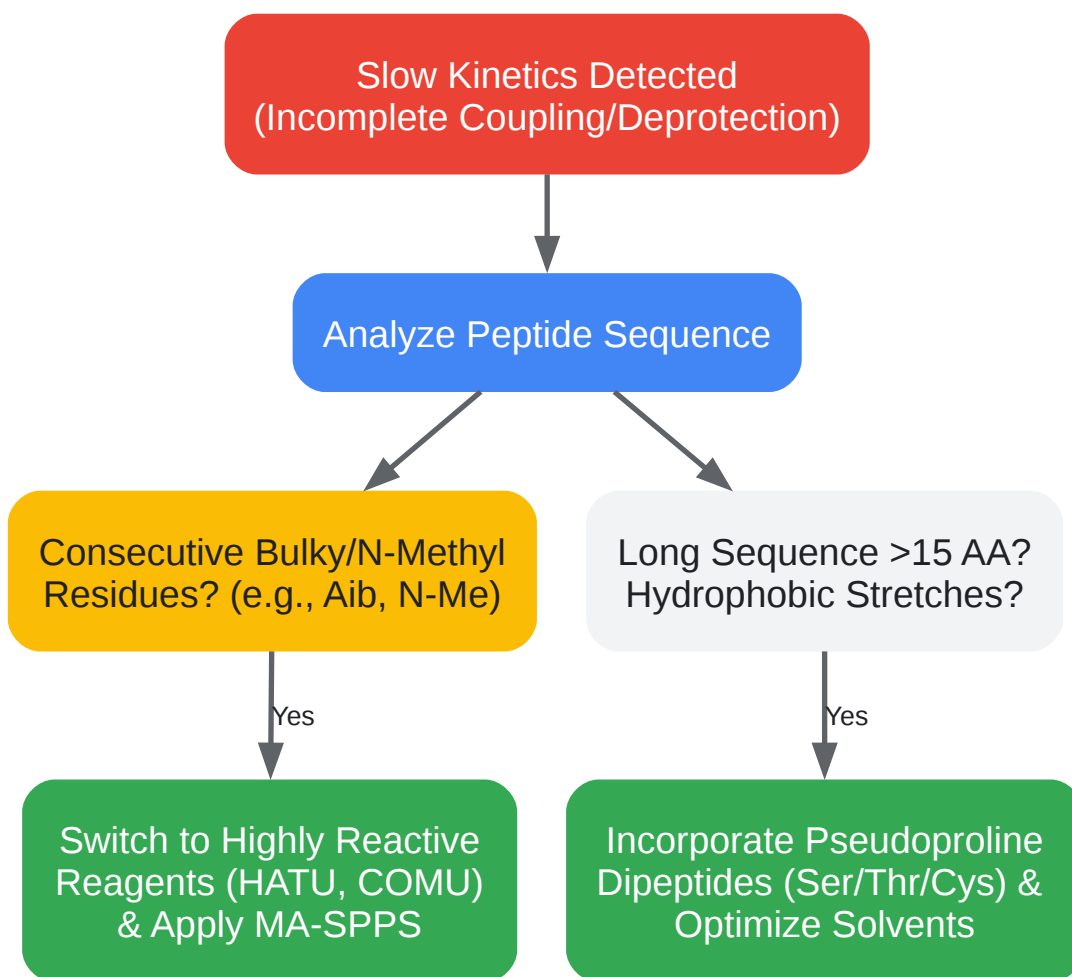 Slow Kinetics Detected
(Incomplete Coupling/Deprotection)
Analyze Peptide Sequence
Consecutive Bulky/N-Methyl
Residues? (e.g., Aib, N-Me)
Long Sequence >15 AA?
Hydrophobic Stretches?
Yes
Yes
Switch to Highly Reactive
Reagents (HATU, COMU)
& Apply MA-SPPS
Incorporate Pseudoproline
Dipeptides (Ser/Thr/Cys) &
Optimize Solvents